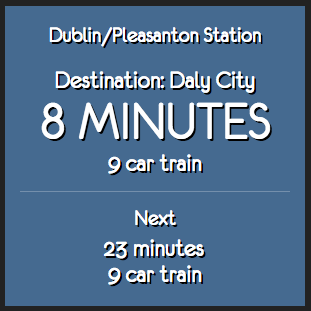 Dublin/Pleasanton Station
Destination: Daly City
8 MINUTES
9 car train
Next
23 minutes
9 car train